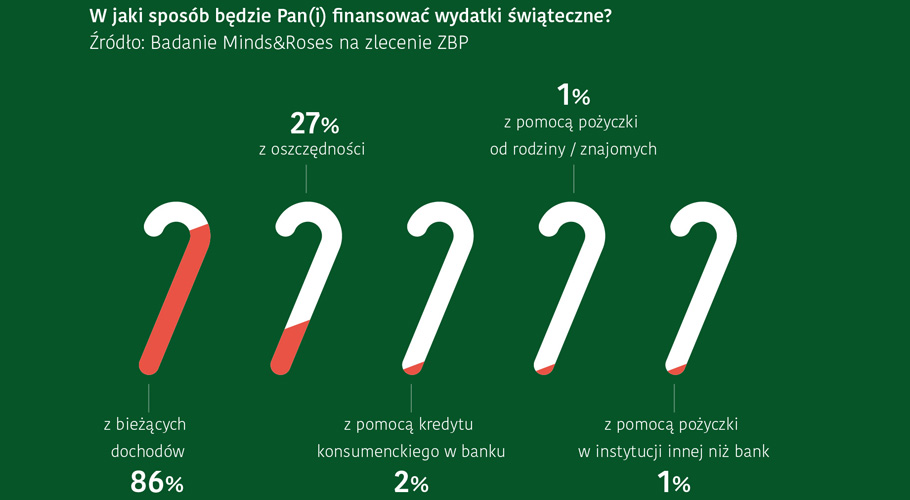 W jaki sposób będzie Pan(i) finansować wydatki świąteczne?
Źródło: Badanie Minds&Roses na zlecenie ZBP
27%
z oszczędności
1%
z pomocą pożyczki
od rodziny / znajomych
z bieżących
dochodów
86%
z pomocą kredytu
konsumenckiego w banku
2%
z pomocą pożyczki
w instytucji innej niż bank
1%